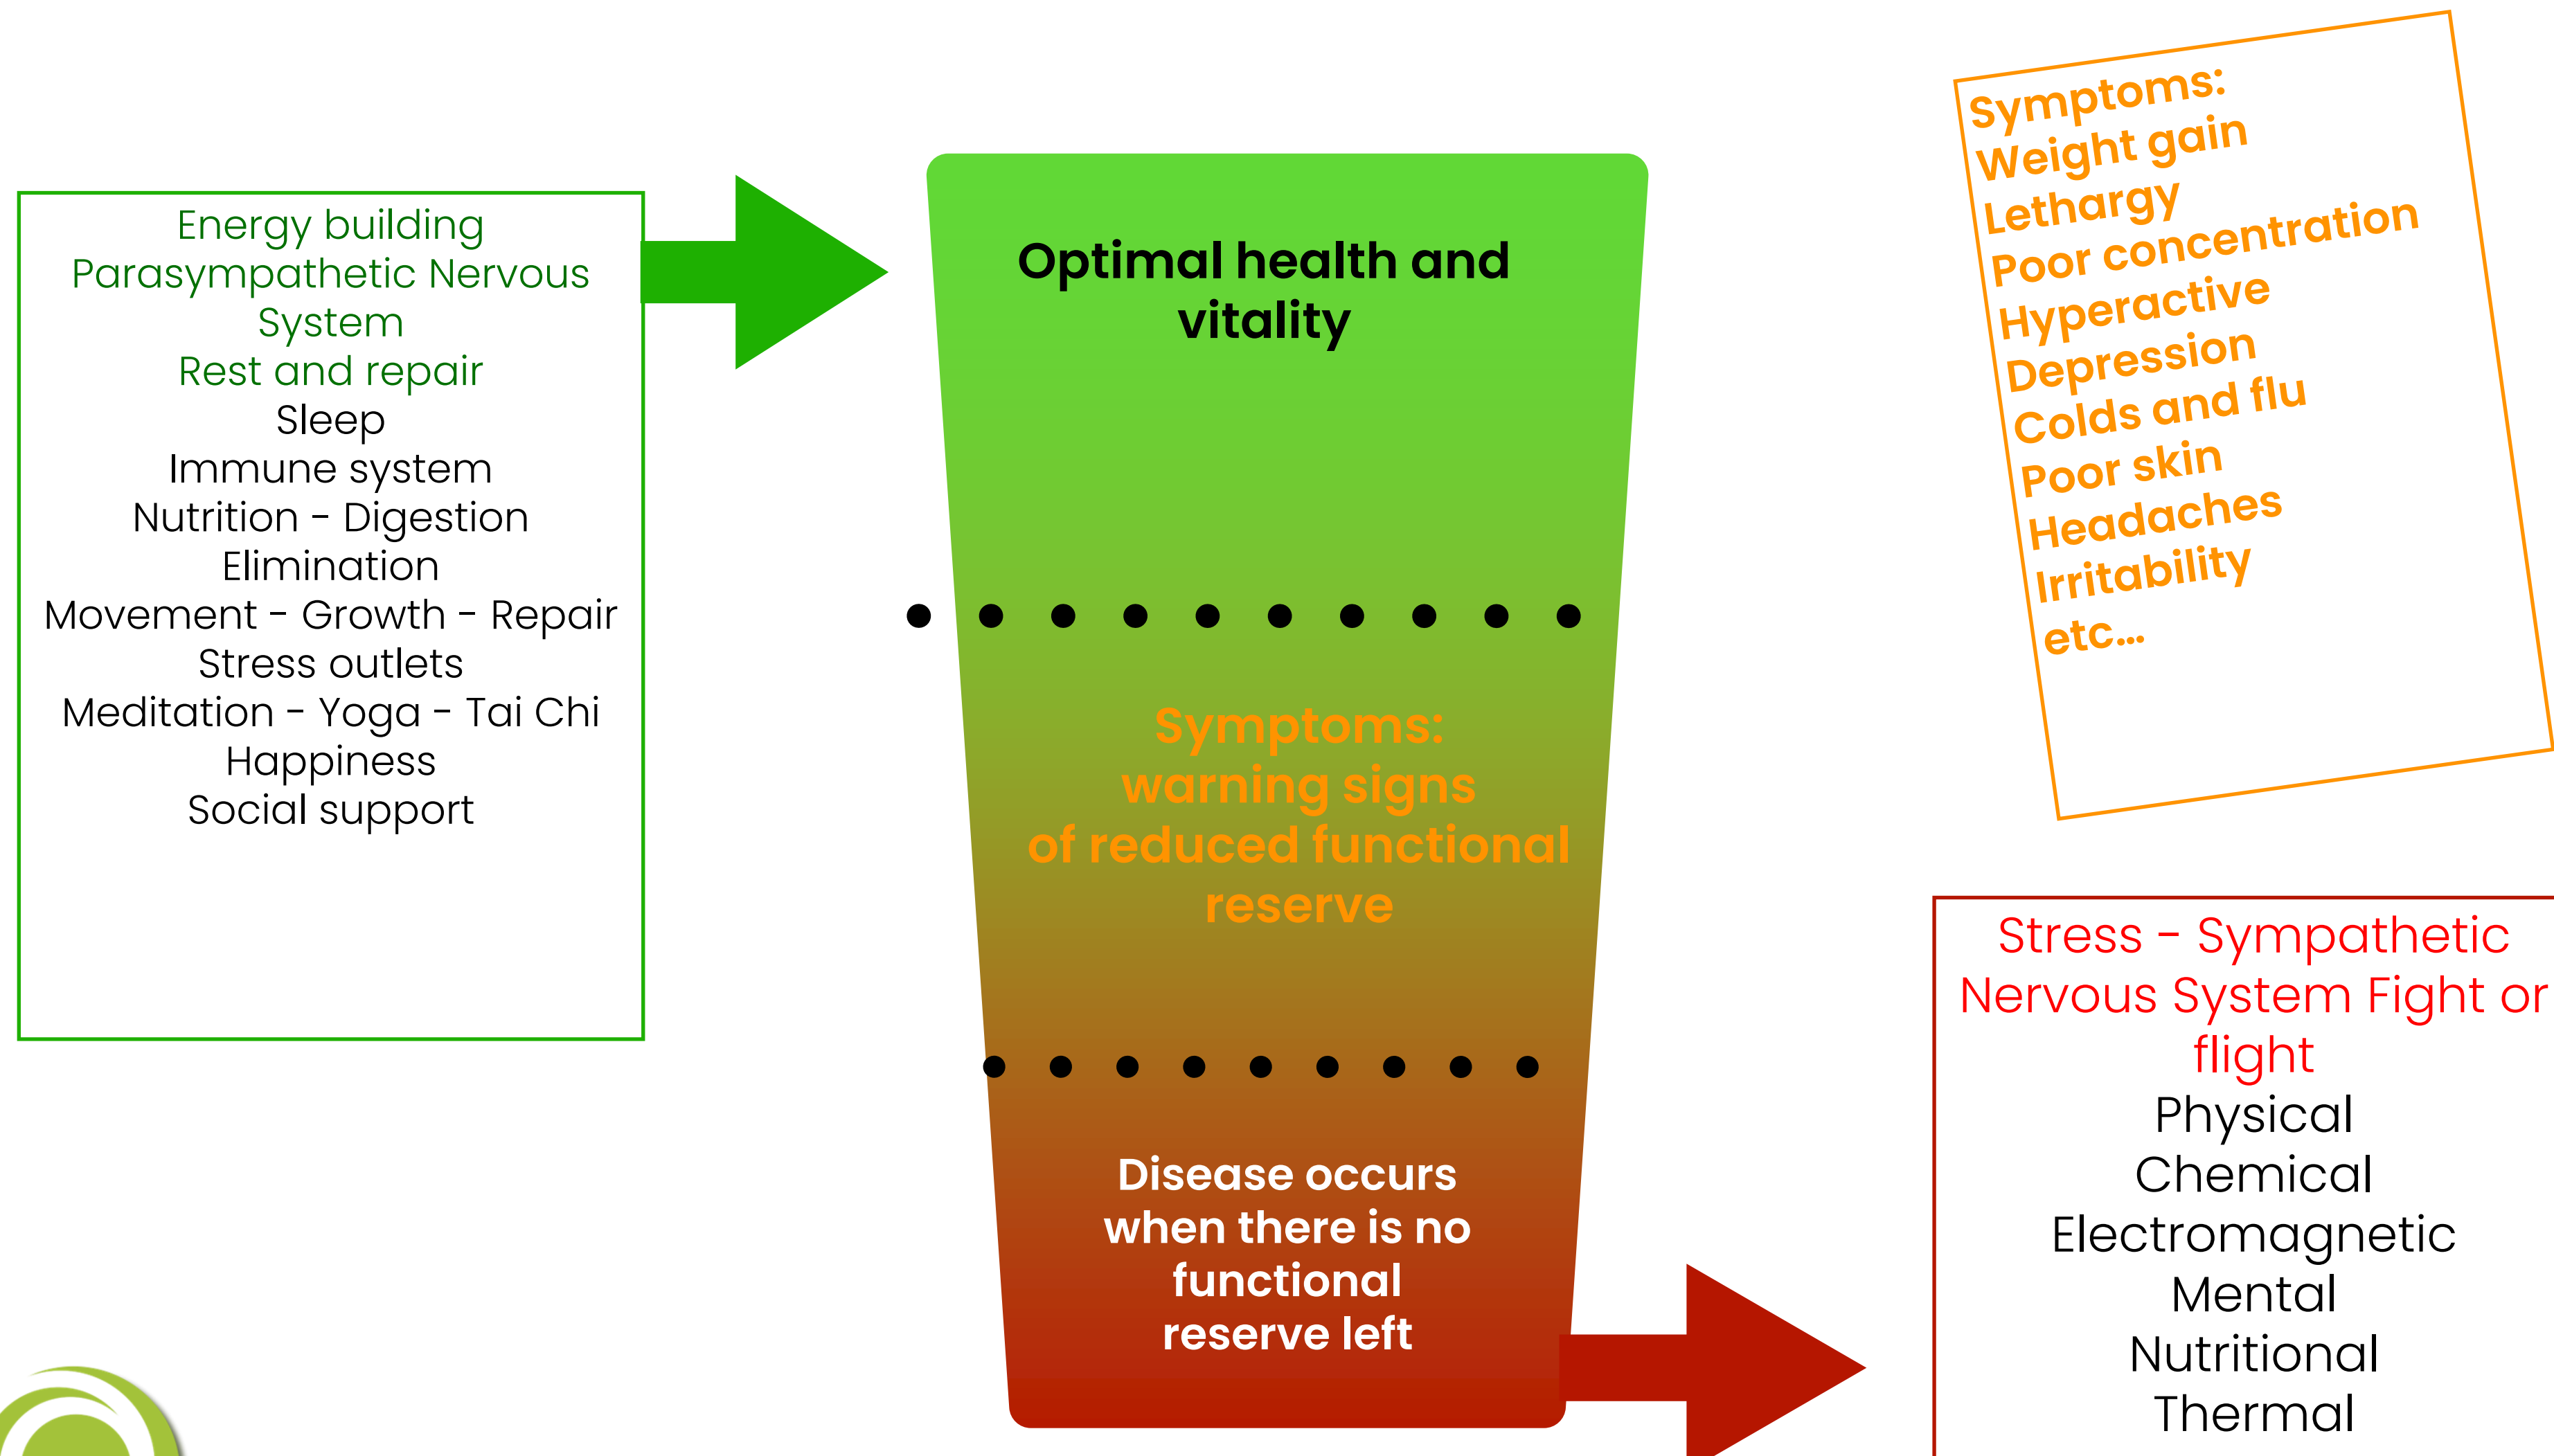 Energy building
Parasympathetic Nervous
System
Rest and repair
Sleep
Immune system
Nutrition - Digestion
Elimination
Movement - Growth - Repair
Stress outlets
Meditation - Yoga - Tai Chi
Happiness
Social support
Optimal health and
vitality
Symptoms:
warning signs
of reduced functional
reserve
Disease occurs
when there is no
functional
reserve left
Symptoms:
Weight gain
Lethargy
Poor concentration
Hyperactive
Depression
Colds and flu
Poor skin
Headaches
Irritability
etc...
Stress - Sympathetic
Nervous System Fight or
flight
Physical
Chemical
Electromagnetic
Mental
Nutritional
Thermal